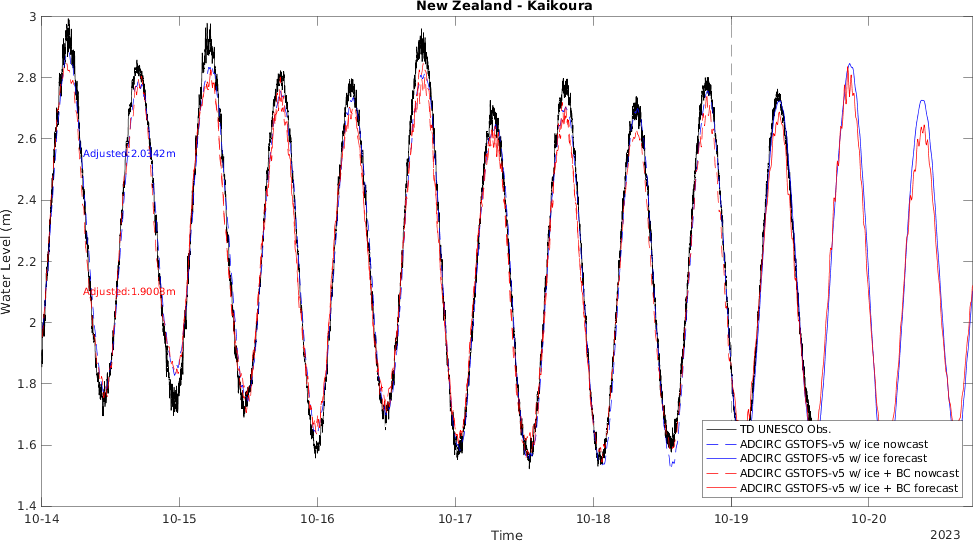 New Zealand - Kaikoura
Water Level (m)
3
2.8
2.6
2.4
2.2
2
1.8
1.6
1.4
Adjusted:2.0342m
Adjusted:1.9003m
TD UNESCO Obs.
ADCIRC GSTOFS-v5 w/ ice nowcast
ADCIRC GSTOFS-v5 w/ ice forecast
ADCIRC GSTOFS-v5 w/ ice + BC nowcast
ADCIRC GSTOFS-v5 w/ ice + BC forecast
10-14 10-15 10-16 10-17 10-18 10-19 10-20
Time
2023